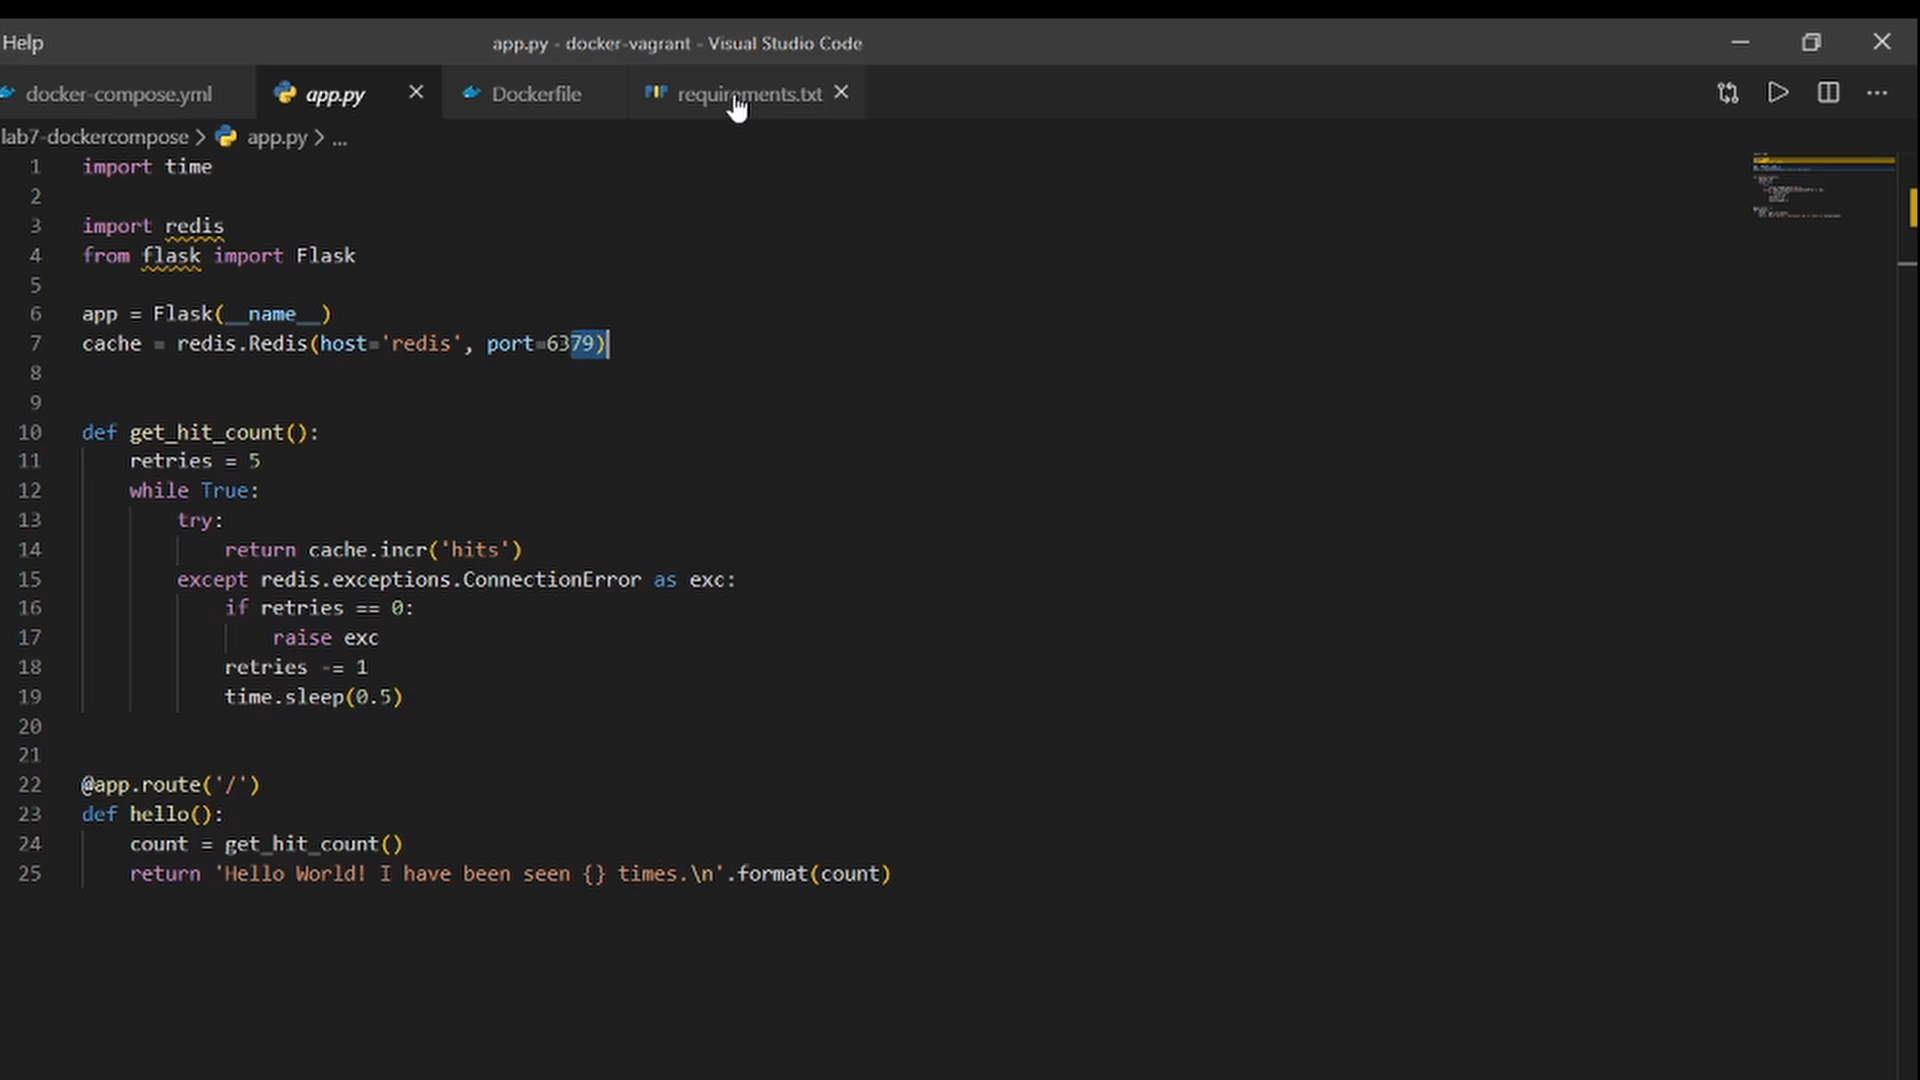 Help
app.py - docker-vagrant - Visual Studio Code
docker-compose.yml app.py Dockerfile requirements.txt
lab7-dockercompose > app.py > ...
1 import time
2
3 import redis
4 from flask import Flask
5
6 app = Flask(__name__)
7 cache = redis.Redis(host='redis', port=6379)
8
9
10 def get_hit_count():
11     retries = 5
12     while True:
13         try:
14             return cache.incr('hits')
15         except redis.exceptions.ConnectionError as exc:
16             if retries == 0:
17                 raise exc
18             retries -= 1
19             time.sleep(0.5)
20
21
22 @app.route('/')
23 def hello():
24     count = get_hit_count()
25     return 'Hello World! I have been seen {} times.\n'.format(count)